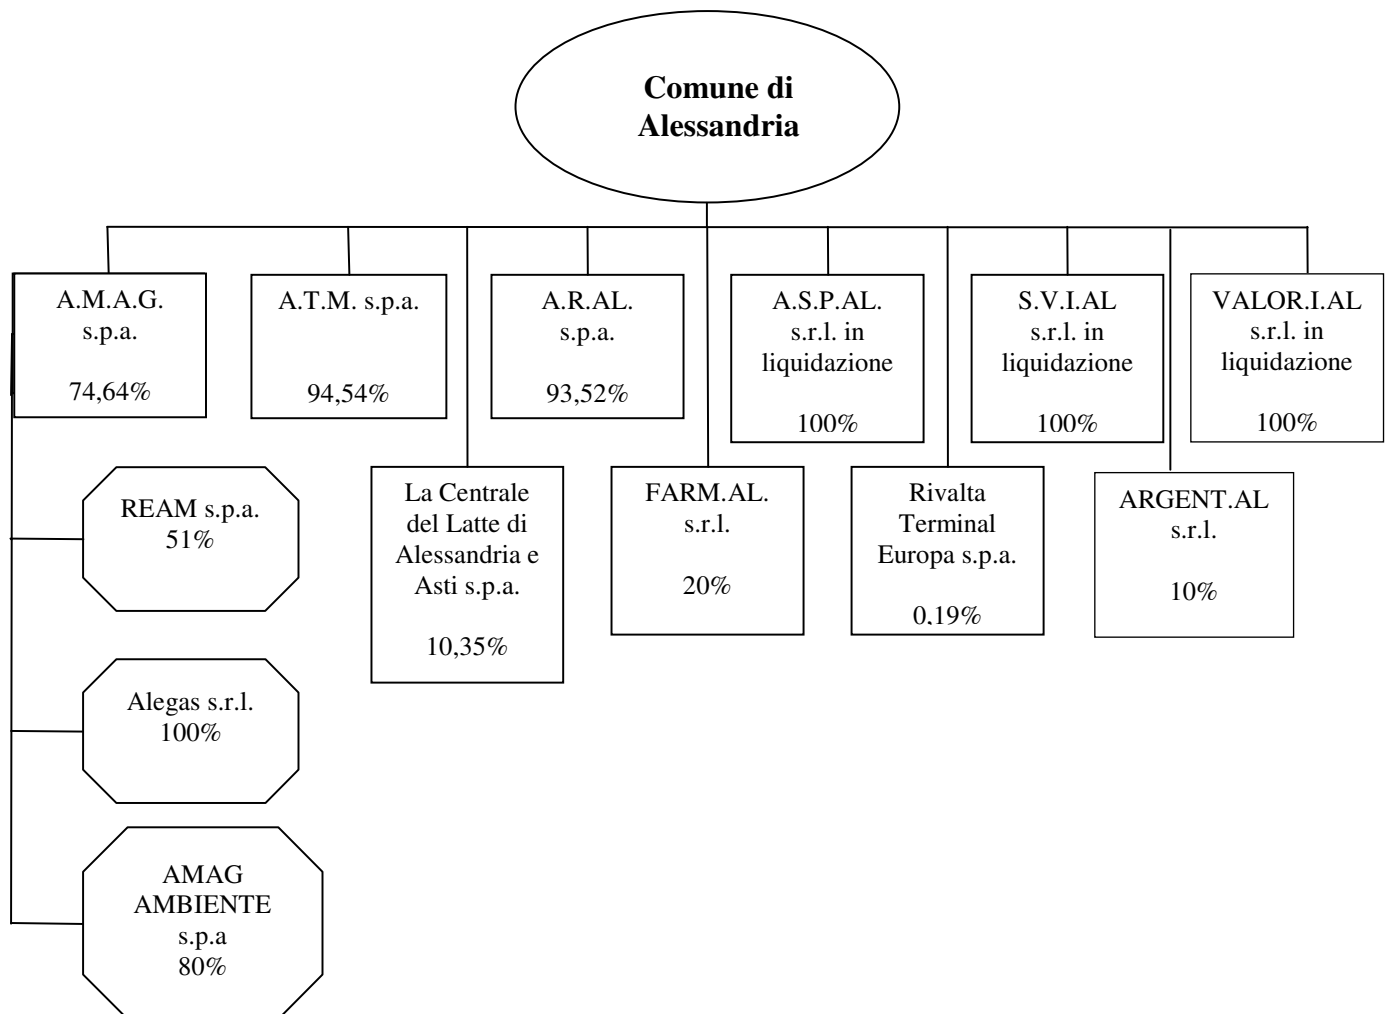 Comune di
Alessandria
A.M.A.G.
s.p.a.
74,64%
A.T.M. s.p.a.
94,54%
A.R.AL.
s.p.a.
93,52%
A.S.P.AL.
s.r.l. in
liquidazione
100%
S.V.I.AL
s.r.l. in
liquidazione
100%
VALOR.I.AL
s.r.l. in
liquidazione
100%
REAM s.p.a.
51%
La Centrale
del Latte di
Alessandria e
Asti s.p.a.
10,35%
FARM.AL.
s.r.l.
20%
Rivalta
Terminal
Europa s.p.a.
0,19%
ARGENT.AL
s.r.l.
10%
Alegas s.r.l.
100%
AMAG
AMBIENTE
s.p.a
80%